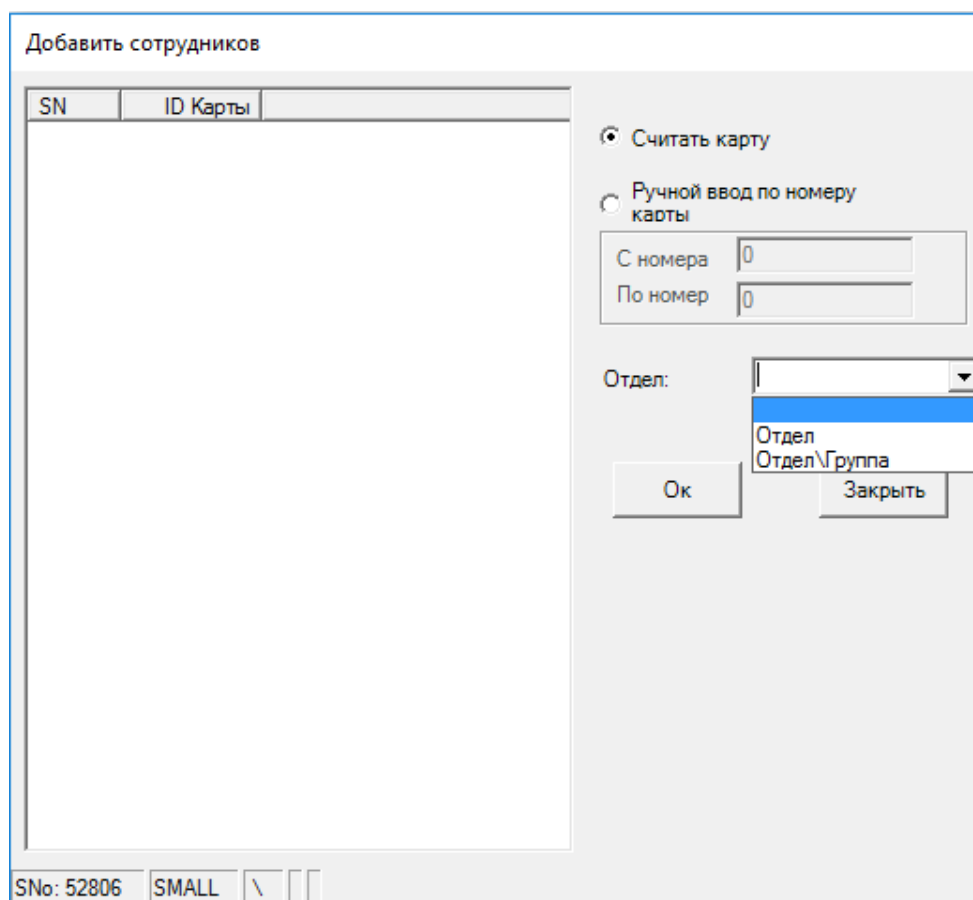 Добавить сотрудников
SN ID Карты
Считать карту
Ручной ввод по номеру
карты
С номера 0
По номер 0
Отдел:
Отдел
Отдел\Группа
Ок Закрыть
SNo: 52806 SMALL \